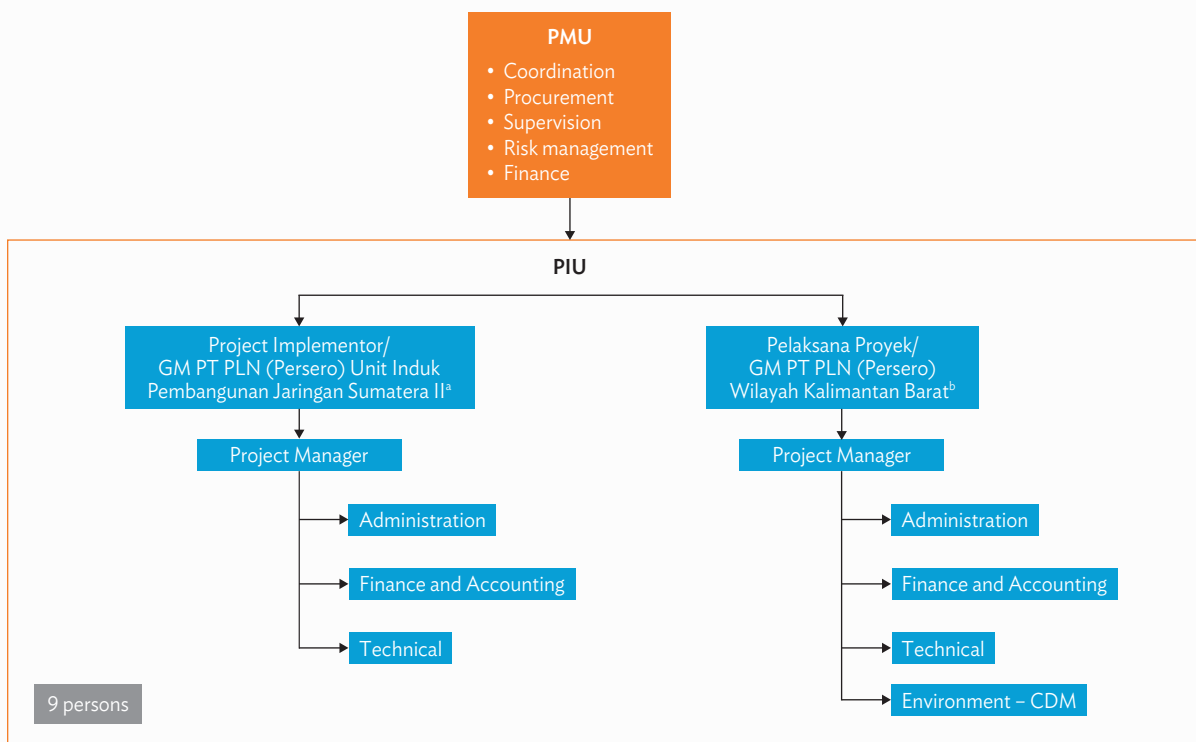 PMU
• Coordination
• Procurement
• Supervision
• Risk management
• Finance
PIU
Project Implementor/
GM PT PLN (Persero) Unit Induk
Pembangunan Jaringan Sumatera IIᵃ
Project Manager
Administration
Finance and Accounting
Technical
Pelaksana Proyek/
GM PT PLN (Persero)
Wilayah Kalimantan Baratᵇ
Project Manager
Administration
Finance and Accounting
Technical
Environment – CDM
9 persons